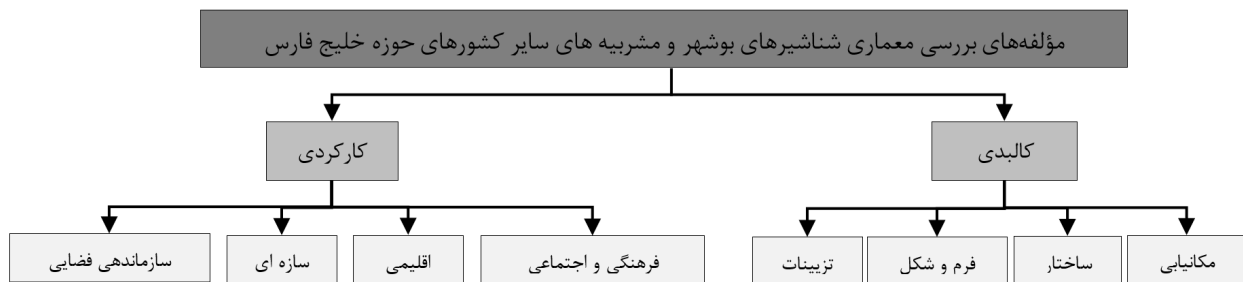 مؤلفه‌های بررسی معماری شناشیرهای بوشهر و مشربیه های سایر کشورهای حوزه خلیج فارس
کالبدی
کارکردی
مکانیابی
ساختار
فرم و شکل
تزیینات
فرهنگی و اجتماعی
اقلیمی
سازه ای
سازماندهی فضایی